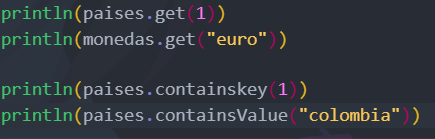 println(paises.get(1))
println(monedas.get("euro"))
println(paises.containskey(1))
println(paises.containsValue("colombia"))